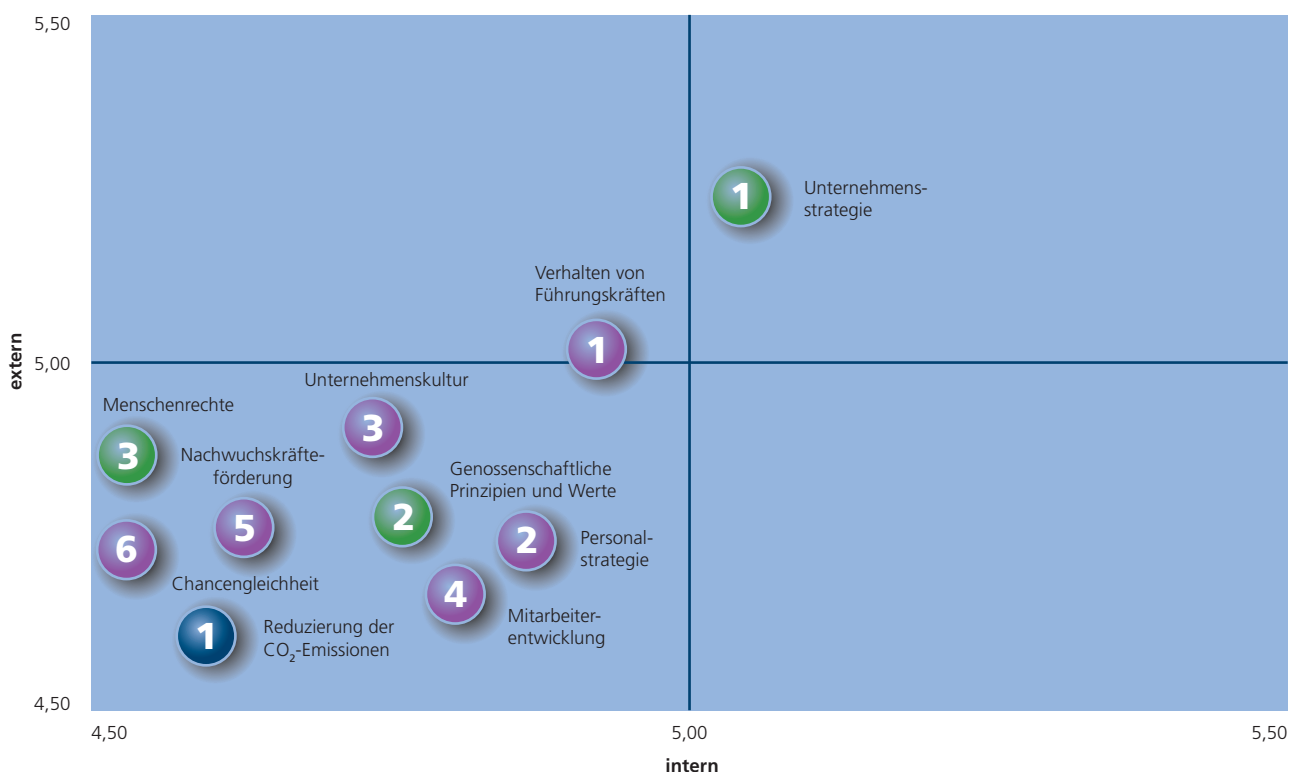 5,50
Unternehmens-
strategie
1
Verhalten von
Führungskräften
1
extern
5,00
Unternehmenskultur
3
Menschenrechte
3
Nachwuchskräfte-
förderung
5
Genossenschaftliche
Prinzipien und Werte
2
2
Personal-
strategie
6
Chancengleichheit
4
Mitarbeiter-
entwicklung
1
Reduzierung der
CO₂-Emissionen
4,50
4,50
5,00
5,50
intern